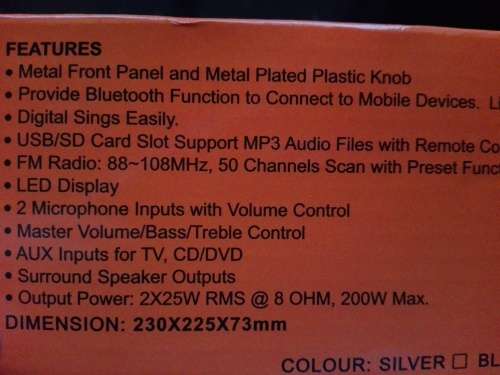 FEATURES
• Metal Front Panel and Metal Plated Plastic Knob
• Provide Bluetooth Function to Connect to Mobile Devices.
• Digital Sings Easily.
• USB/SD Card Slot Support MP3 Audio Files with Remote Co
• FM Radio: 88~108MHz, 50 Channels Scan with Preset Func
• LED Display
• 2 Microphone Inputs with Volume Control
• Master Volume/Bass/Treble Control
• AUX Inputs for TV, CD/DVD
• Surround Speaker Outputs
• Output Power: 2X25W RMS @ 8 OHM, 200W Max.
DIMENSION: 230X225X73mm
COLOUR: SILVER ☐ BL